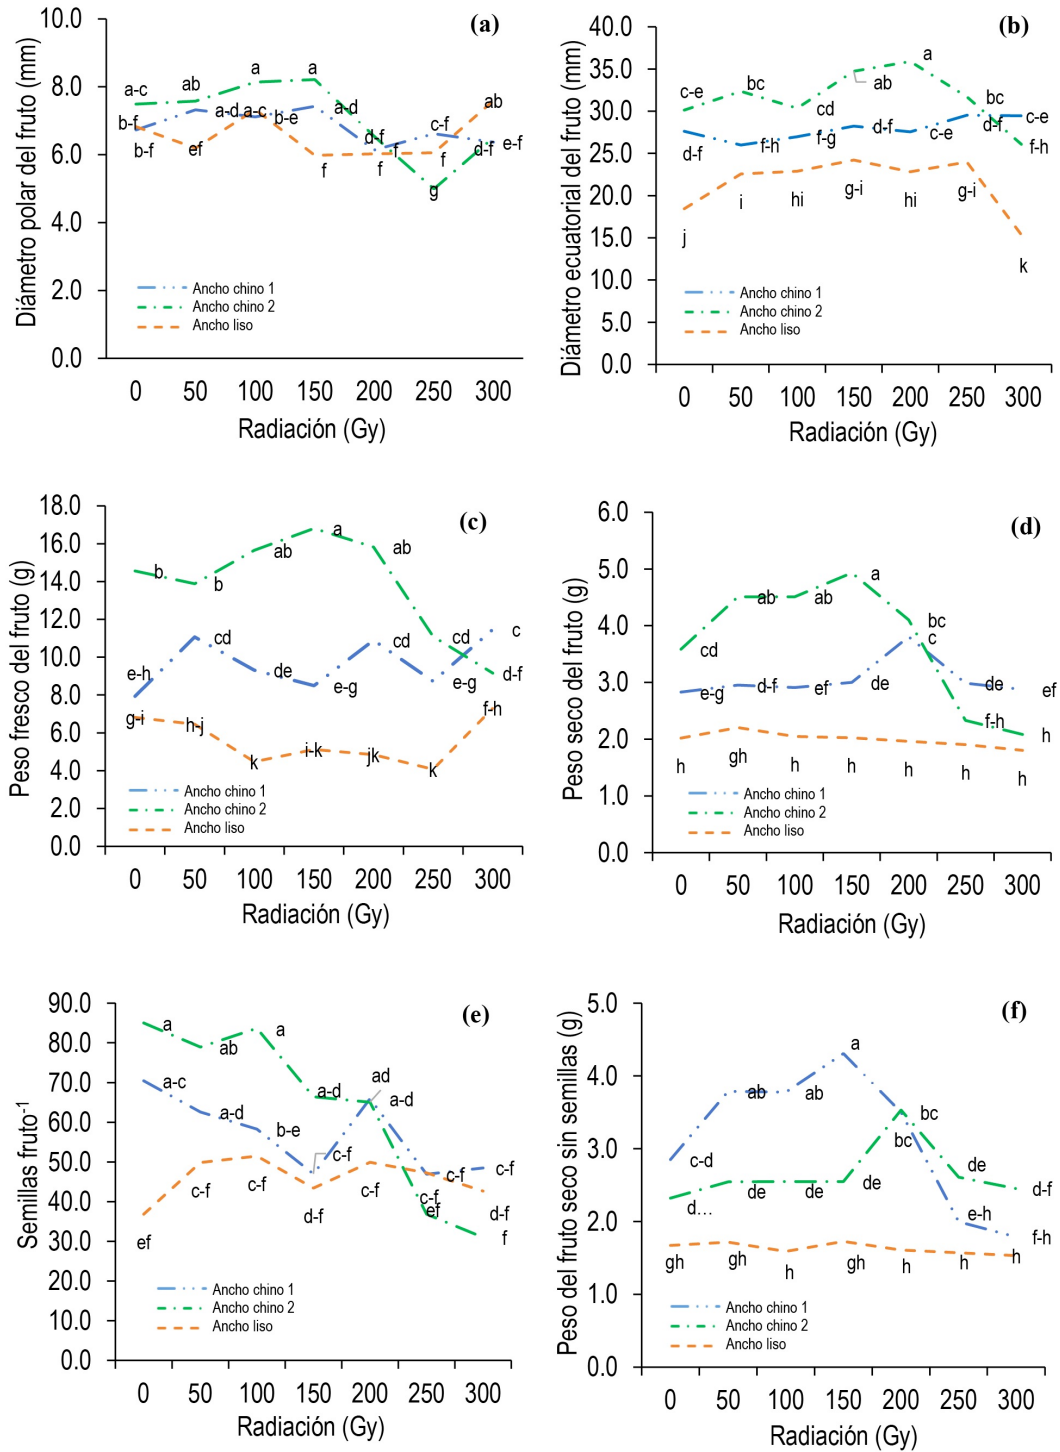 (a)
Diámetro polar del fruto (mm)
10.0
8.0
6.0
4.0
2.0
0.0
a-c
ab
a
a
b-f
a-d
a-c
b-e
a-d
c-f
ab
b-f
ef
f
d-f
f
f
f
d-f
e-f
g
Ancho chino 1
Ancho chino 2
Ancho liso
0 50 100 150 200 250 300
Radiación (Gy)
(b)
Diámetro ecuatorial del fruto (mm)
40.0
35.0
30.0
25.0
20.0
15.0
10.0
5.0
0.0
c-e
bc
cd
ab
a
bc
c-e
d-f
f-h
f-g
d-f
c-e
d-f
f-h
j
i
hi
g-i
hi
g-i
k
Ancho chino 1
Ancho chino 2
Ancho liso
0 50 100 150 200 250 300
Radiación (Gy)
(c)
Peso fresco del fruto (g)
18.0
16.0
14.0
12.0
10.0
8.0
6.0
4.0
2.0
0.0
b
b
ab
a
ab
cd
c
e-h
cd
de
e-g
cd
e-g
d-f
g-i
h-j
k
i-k
jk
k
f-h
Ancho chino 1
Ancho chino 2
Ancho liso
0 50 100 150 200 250 300
Radiación (Gy)
(d)
Peso seco del fruto (g)
6.0
5.0
4.0
3.0
2.0
1.0
0.0
cd
ab
ab
a
bc
c
e-g
d-f
ef
de
de
ef
f-h
h
h
gh
h
h
h
h
h
Ancho chino 1
Ancho chino 2
Ancho liso
0 50 100 150 200 250 300
Radiación (Gy)
(e)
Semillas fruto-1
90.0
80.0
70.0
60.0
50.0
40.0
30.0
20.0
10.0
0.0
a
ab
a
a-d
ad
a-d
a-c
a-d
b-e
c-f
c-f
c-f
ef
c-f
c-f
d-f
c-f
c-f
ef
d-f
f
Ancho chino 1
Ancho chino 2
Ancho liso
0 50 100 150 200 250 300
Radiación (Gy)
(f)
Peso del fruto seco sin semillas (g)
5.0
4.0
3.0
2.0
1.0
0.0
c-d
ab
ab
a
bc
bc
de
d-f
d…
de
de
de
e-h
f-h
gh
gh
h
gh
h
h
h
Ancho chino 1
Ancho chino 2
Ancho liso
0 50 100 150 200 250 300
Radiación (Gy)